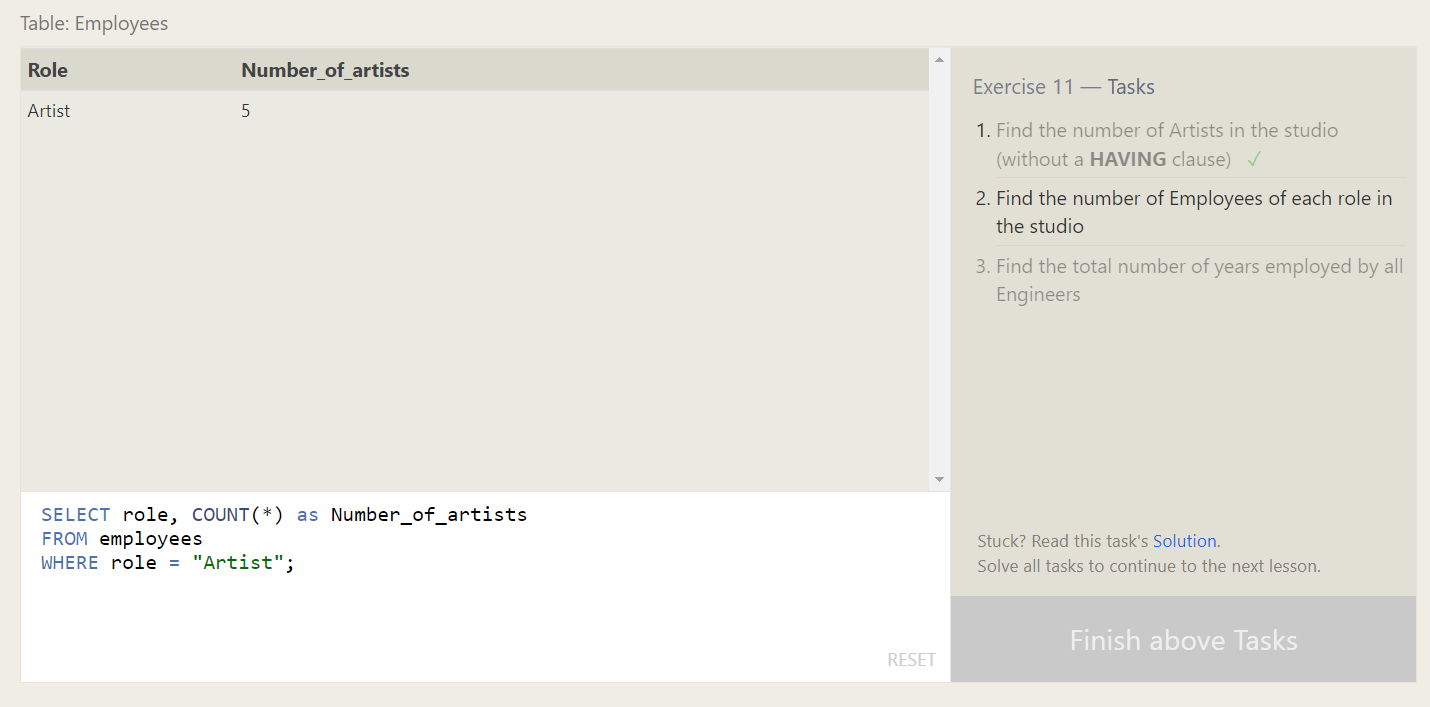 Table: Employees
Role Number_of_artists
Artist 5
SELECT role, COUNT(*) as Number_of_artists
FROM employees
WHERE role = "Artist";
RESET
Exercise 11 — Tasks
1. Find the number of Artists in the studio
(without a HAVING clause) ✓
2. Find the number of Employees of each role in
the studio
3. Find the total number of years employed by all
Engineers
Stuck? Read this task's Solution.
Solve all tasks to continue to the next lesson.
Finish above Tasks